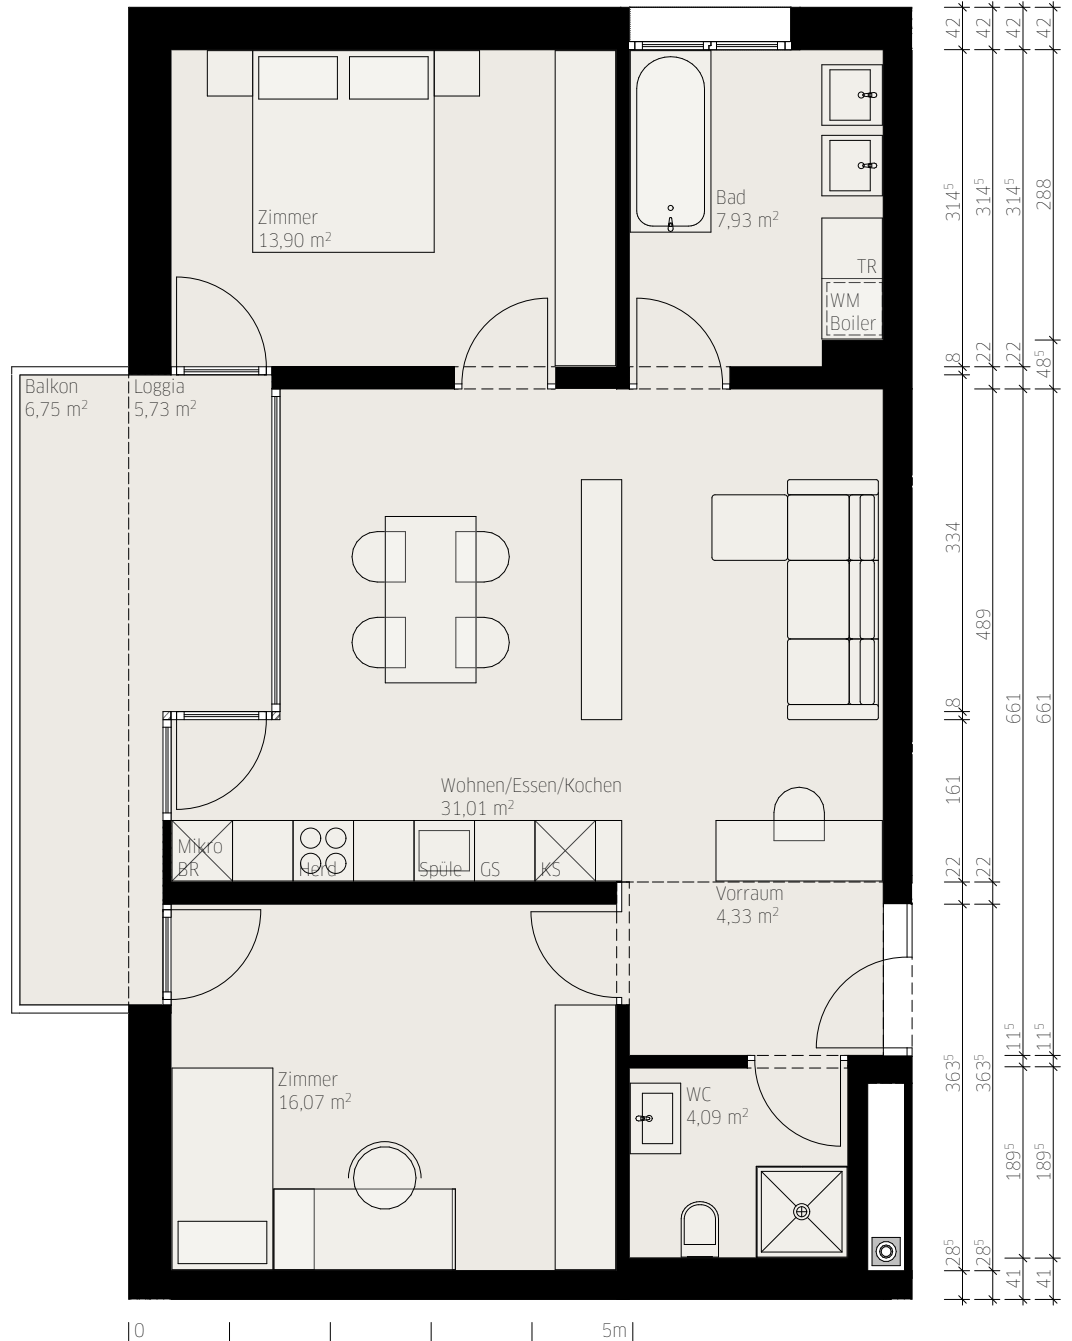 Zimmer
13,90 m²
Bad
7,93 m²
TR
WM
Boiler
Balkon
6,75 m²
Loggia
5,73 m²
Wohnen/Essen/Kochen
31,01 m²
Mikro
BR
Herd
Spüle
GS
KS
Vorraum
4,33 m²
Zimmer
16,07 m²
WC
4,09 m²
42
314⁵
8
334
8
161
22
363⁵
28⁵
42
314⁵
22
489
22
363⁵
28⁵
42
314⁵
22
661
11⁵
189⁵
41
42
288
48⁵
661
11⁵
189⁵
41
0
5m